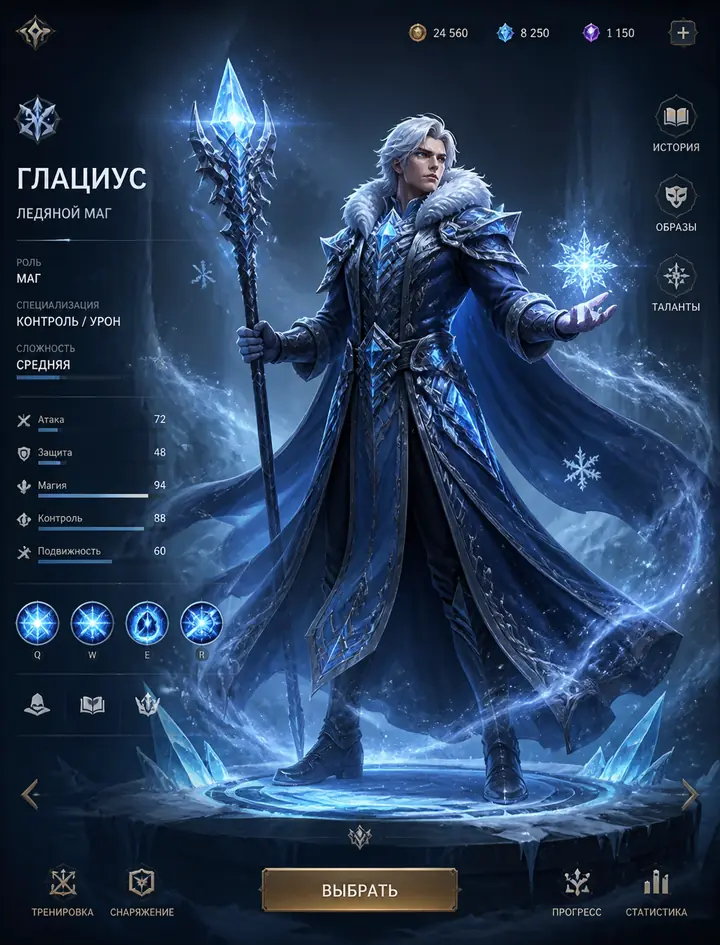 24 560
8 250
1 150
ГЛАЦИУС
ЛЕДЯНОЙ МАГ
РОЛЬ
МАГ
СПЕЦИАЛИЗАЦИЯ
КОНТРОЛЬ / УРОН
СЛОЖНОСТЬ
СРЕДНЯЯ
Атака 72
Защита 48
Магия 94
Контроль 88
Подвижность 60
Q W E R
ИСТОРИЯ
ОБРАЗЫ
ТАЛАНТЫ
ТРЕНИРОВКА
СНАРЯЖЕНИЕ
ВЫБРАТЬ
ПРОГРЕСС
СТАТИСТИКА